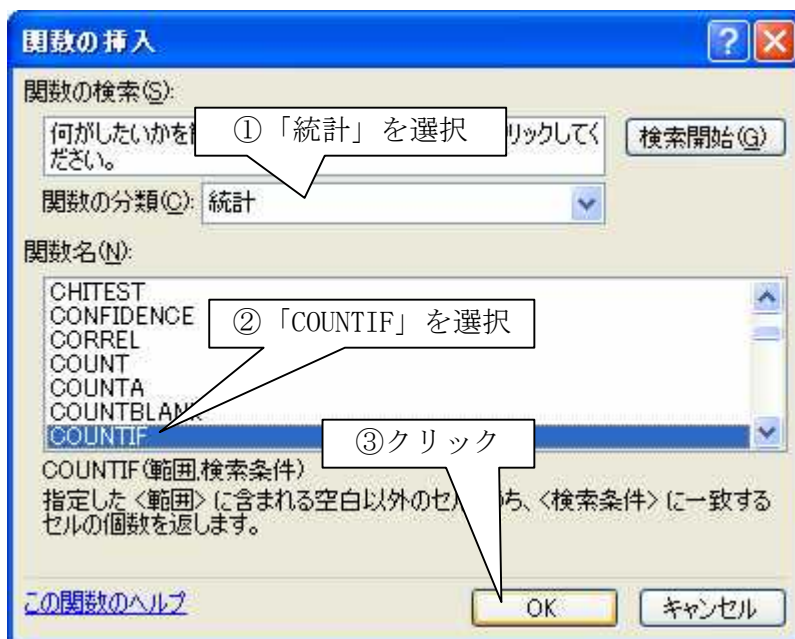 関数の挿入
関数の検索(S):
何がしたいかを
①「統計」を選択
リックしてく
ださい。
検索開始(G)
関数の分類(C):
統計
関数名(N):
CHITEST
CONFIDENCE
CORREL
COUNT
COUNTA
COUNTBLANK
COUNTIF
②「COUNTIF」を選択
③クリック
COUNTIF(範囲,検索条件)
指定した <範囲> に含まれる空白以外のセル ち、<検索条件> に一致する
セルの個数を返します。
この関数のヘルプ
OK
キャンセル